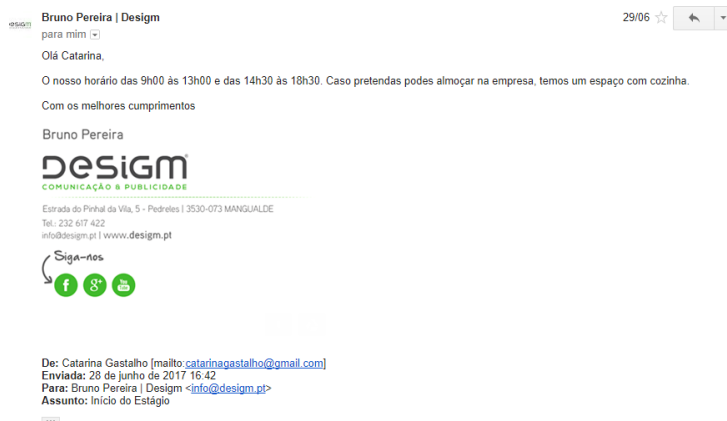 Bruno Pereira | Desigm
29/06
para mim
Olá Catarina,
O nosso horário das 9h00 às 13h00 e das 14h30 às 18h30. Caso pretendas podes almoçar na empresa, temos um espaço com cozinha.
Com os melhores cumprimentos
Bruno Pereira
DesiGm
COMUNICAÇÃO & PUBLICIDADE
Estrada do Pinhal da Vila, 5 - Pedreles | 3530-073 MANGUALDE
Tel.: 232 617 422
info@desigm.pt | www.desigm.pt
Siga-nos
f 8+ You Tube
De: Catarina Gastalho [mailto:catarinagastalho@gmail.com]
Enviada: 28 de junho de 2017 16:42
Para: Bruno Pereira | Desigm <info@desigm.pt>
Assunto: Início do Estágio